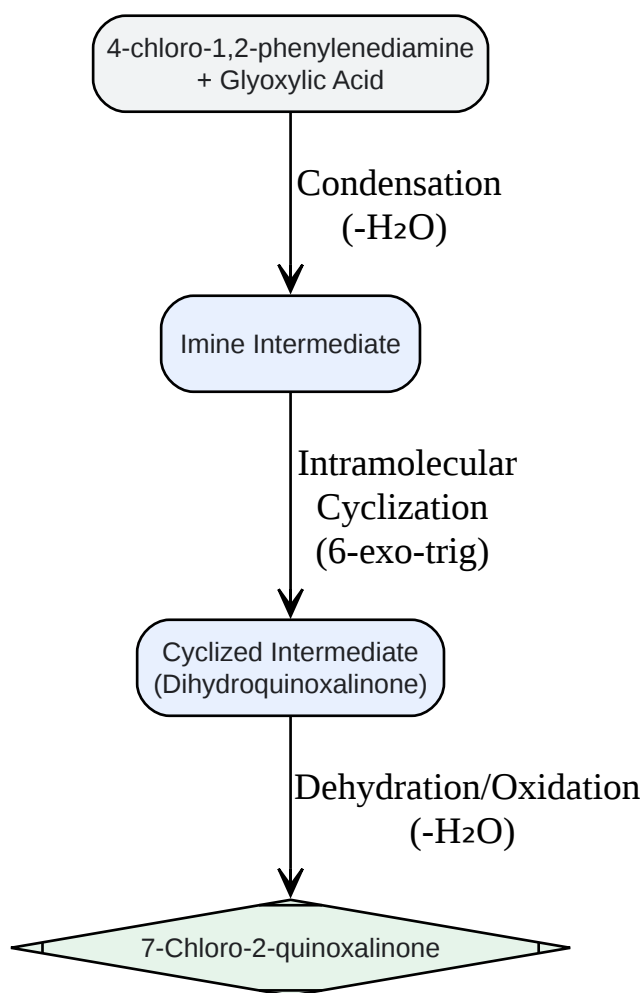 4-chloro-1,2-phenylenediamine
+ Glyoxylic Acid
Condensation
(-H₂O)
Imine Intermediate
Intramolecular
Cyclization
(6-exo-trig)
Cyclized Intermediate
(Dihydroquinoxalinone)
Dehydration/Oxidation
(-H₂O)
7-Chloro-2-quinoxalinone